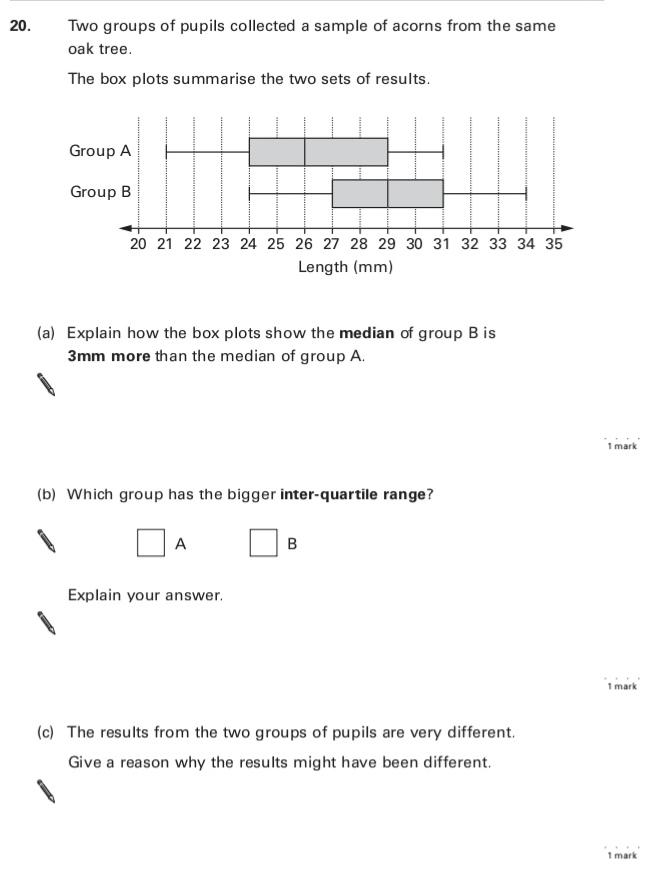 20. Two groups of pupils collected a sample of acorns from the same
oak tree.
The box plots summarise the two sets of results.
Group A
Group B
20 21 22 23 24 25 26 27 28 29 30 31 32 33 34 35
Length (mm)
(a) Explain how the box plots show the median of group B is
3mm more than the median of group A.
1 mark
(b) Which group has the bigger inter-quartile range?
A B
Explain your answer.
1 mark
(c) The results from the two groups of pupils are very different.
Give a reason why the results might have been different.
1 mark